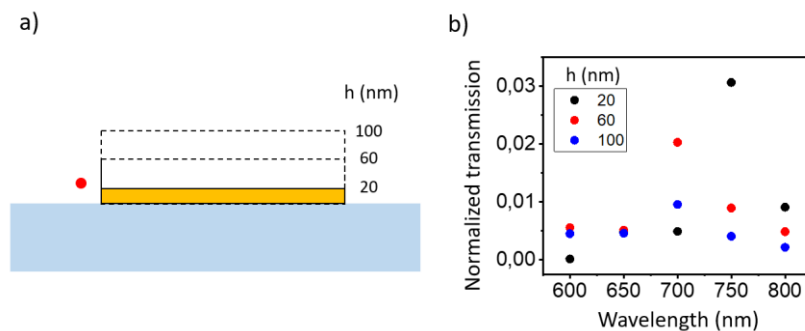 a)
h (nm)
100
60
20
b)
Normalized transmission
0,03
0,02
0,01
0,00
h (nm)
20
60
100
600 650 700 750 800
Wavelength (nm)